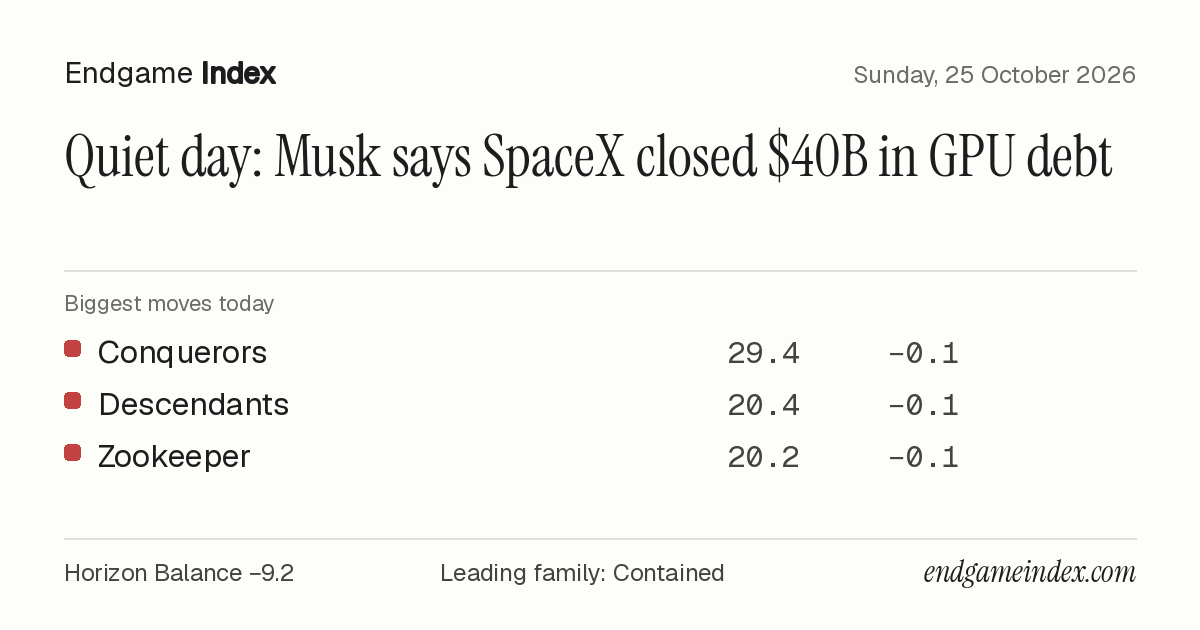 Endgame Index
Sunday, 25 October 2026
Quiet day: Musk says SpaceX closed $40B in GPU debt
Biggest moves today
Conquerors 29.4 −0.1
Descendants 20.4 −0.1
Zookeeper 20.2 −0.1
Horizon Balance −9.2
Leading family: Contained
endgameindex.com